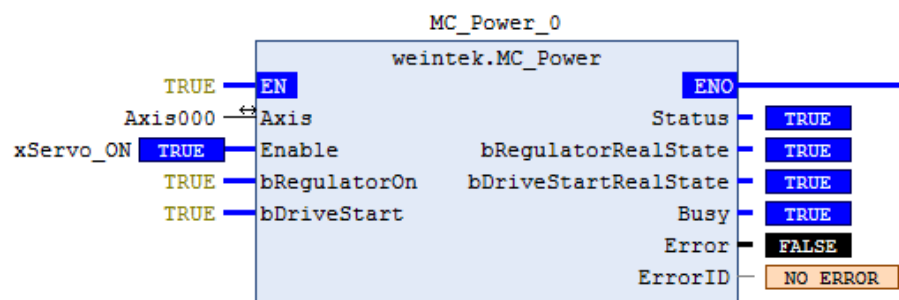 MC_Power_0
weintek.MC_Power
TRUE EN ENO
Axis000 Axis Status TRUE
xServo_ON TRUE Enable bRegulatorRealState TRUE
TRUE bRegulatorOn bDriveStartRealState TRUE
TRUE bDriveStart Busy TRUE
Error FALSE
ErrorID NO ERROR